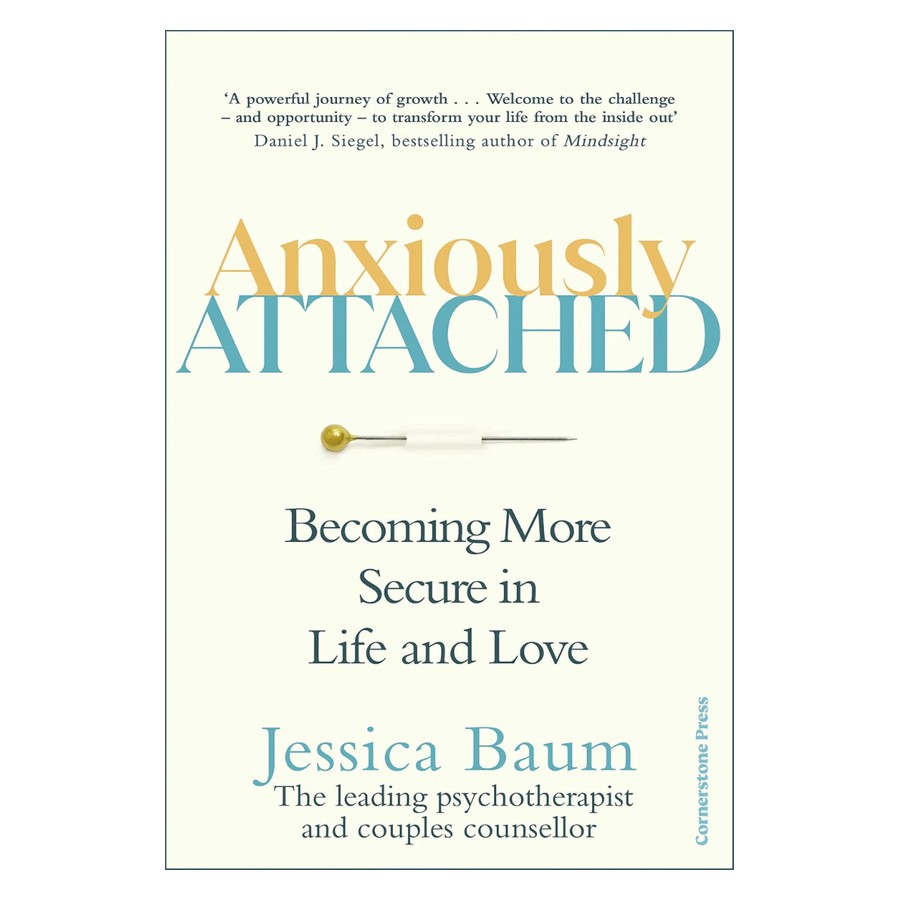 ‘A powerful journey of growth . . . Welcome to the challenge
– and opportunity – to transform your life from the inside out’
Daniel J. Siegel, bestselling author of Mindsight
Anxiously
ATTACHED
Becoming More
Secure in
Life and Love
Jessica Baum
The leading psychotherapist
and couples counsellor
Cornerstone Press